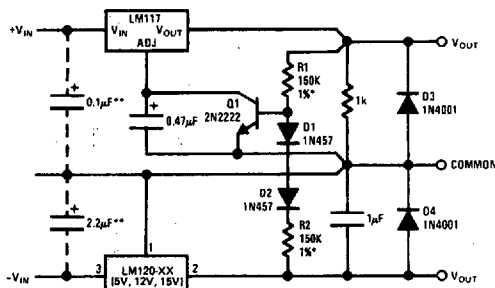 +VIN
LM117
VIN VOUT
ADJ
VOUT
R1
150K
1%*
Q1
2N2222
0.1μF**
0.47μF
1k
D3
1N4001
D1
1N457
COMMON
D2
1N457
2.2μF**
R2
150K
1%*
1μF
D4
1N4001
1
-VIN
3
LM120-XX
(5V, 12V, 15V)
2
VOUT
+
+
+